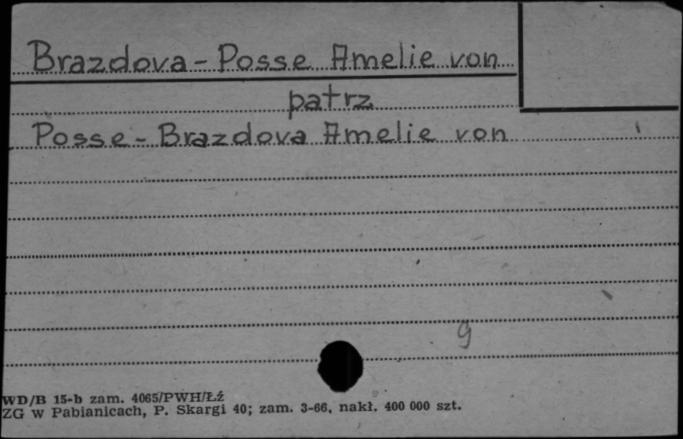 Brazdova-Posse Amelie von
patrz
Posse-Brazdova Amelie von
g
WD/B 15-b zam. 4065/PWH/Łź
ZG w Pabianicach, P. Skargi 40; zam. 3-66, nakł. 400 000 szt.